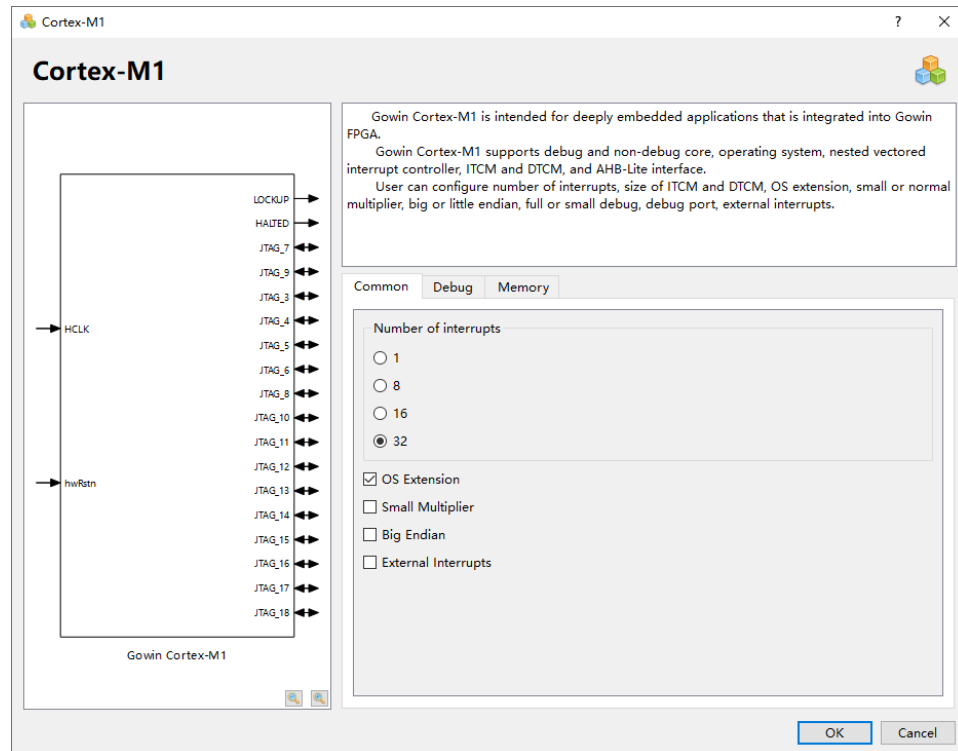 Cortex-M1
?
Cortex-M1
Gowin Cortex-M1 is intended for deeply embedded applications that is integrated into Gowin
FPGA.
Gowin Cortex-M1 supports debug and non-debug core, operating system, nested vectored
interrupt controller, ITCM and DTCM, and AHB-Lite interface.
User can configure number of interrupts, size of ITCM and DTCM, OS extension, small or normal
multiplier, big or little endian, full or small debug, debug port, external interrupts.
LOCKUP
HALTED
JTAG_7
JTAG_9
JTAG_3
JTAG_4
HCLK
JTAG_5
JTAG_6
JTAG_8
JTAG_10
JTAG_11
JTAG_12
hwRstn
JTAG_13
JTAG_14
JTAG_15
JTAG_16
JTAG_17
JTAG_18
Gowin Cortex-M1
Common Debug Memory
Number of interrupts
1
8
16
32
OS Extension
Small Multiplier
Big Endian
External Interrupts
OK Cancel